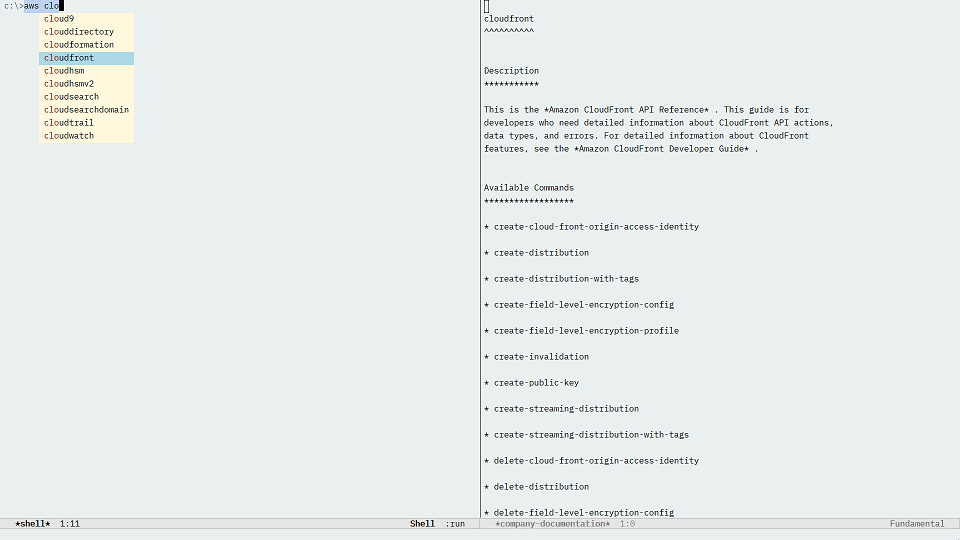 c:\>aws clo
cloud9
clouddirectory
cloudformation
cloudfront
cloudhsm
cloudhsmv2
cloudsearch
cloudsearchdomain
cloudtrail
cloudwatch
*shell* 1:11 Shell :run
cloudfront
^^^^^^^^^^
Description
***********
This is the *Amazon CloudFront API Reference* . This guide is for
developers who need detailed information about CloudFront API actions,
data types, and errors. For detailed information about CloudFront
features, see the *Amazon CloudFront Developer Guide* .
Available Commands
******************
* create-cloud-front-origin-access-identity
* create-distribution
* create-distribution-with-tags
* create-field-level-encryption-config
* create-field-level-encryption-profile
* create-invalidation
* create-public-key
* create-streaming-distribution
* create-streaming-distribution-with-tags
* delete-cloud-front-origin-access-identity
* delete-distribution
* delete-field-level-encryption-config
*company-documentation* 1:0 Fundamental